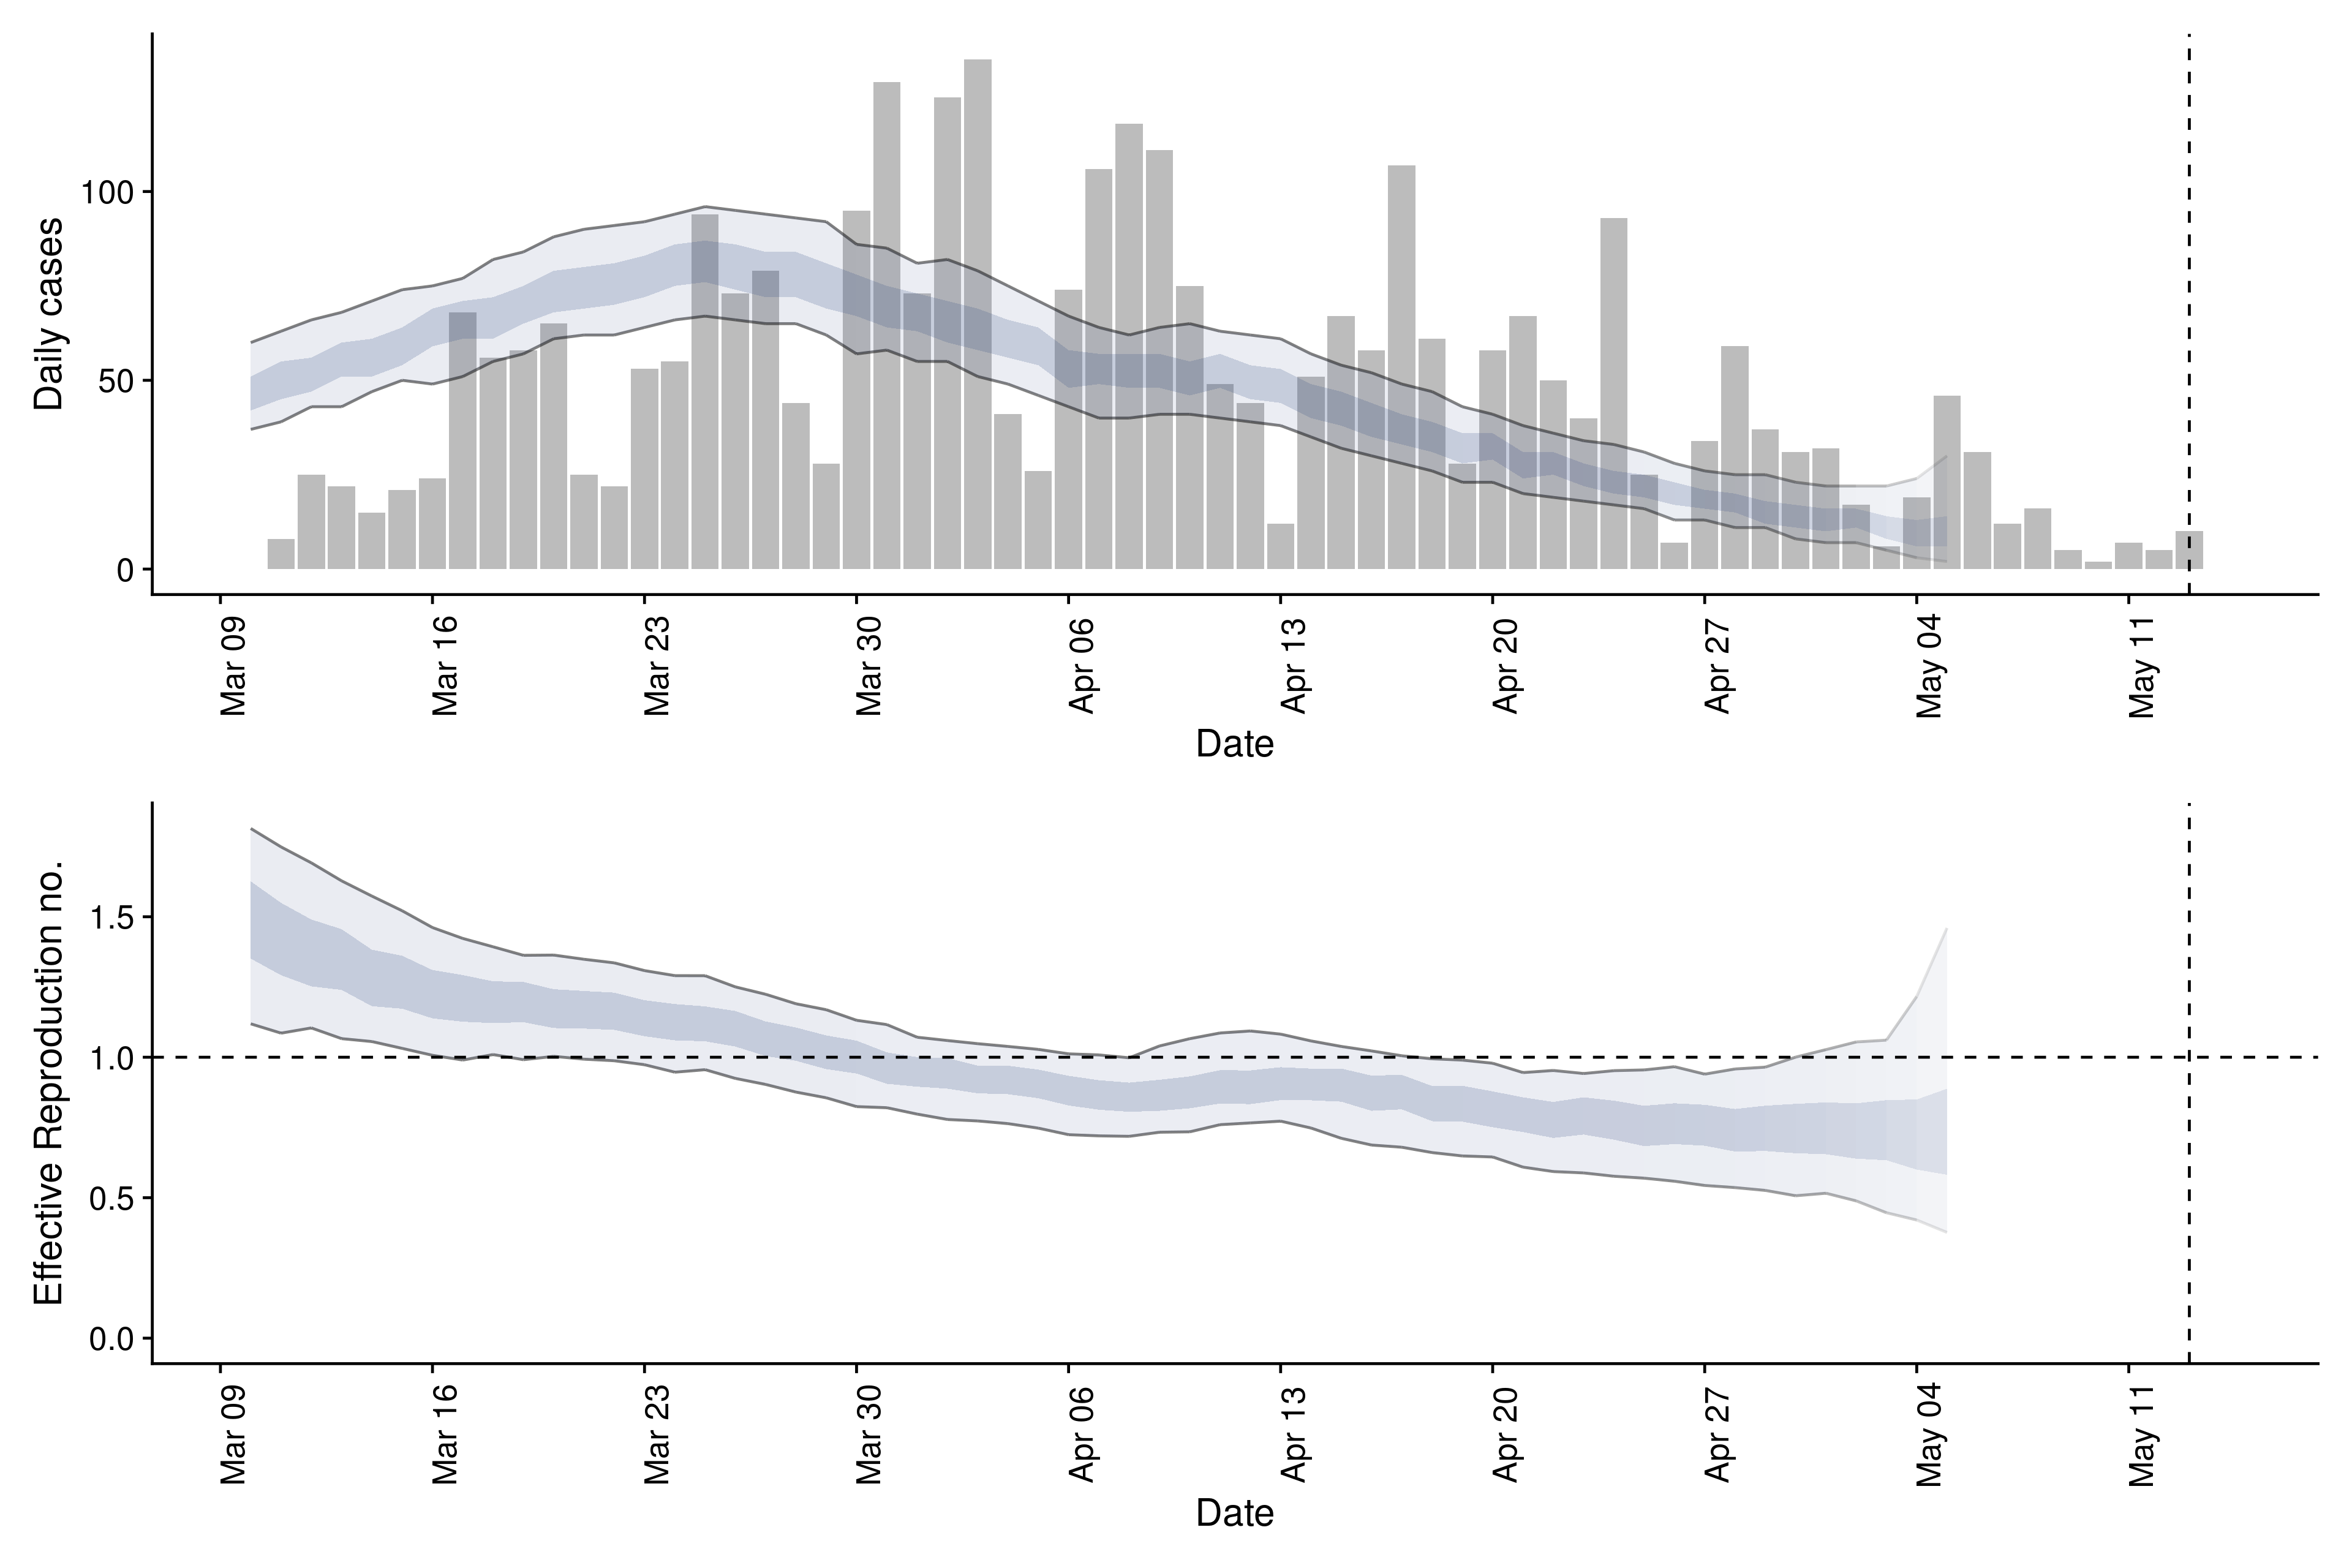 Daily cases
100
50
0
Mar 09
Mar 16
Mar 23
Mar 30
Apr 06
Apr 13
Apr 20
Apr 27
May 04
May 11
Date
Effective Reproduction no.
1.5
1.0
0.5
0.0
Mar 09
Mar 16
Mar 23
Mar 30
Apr 06
Apr 13
Apr 20
Apr 27
May 04
May 11
Date